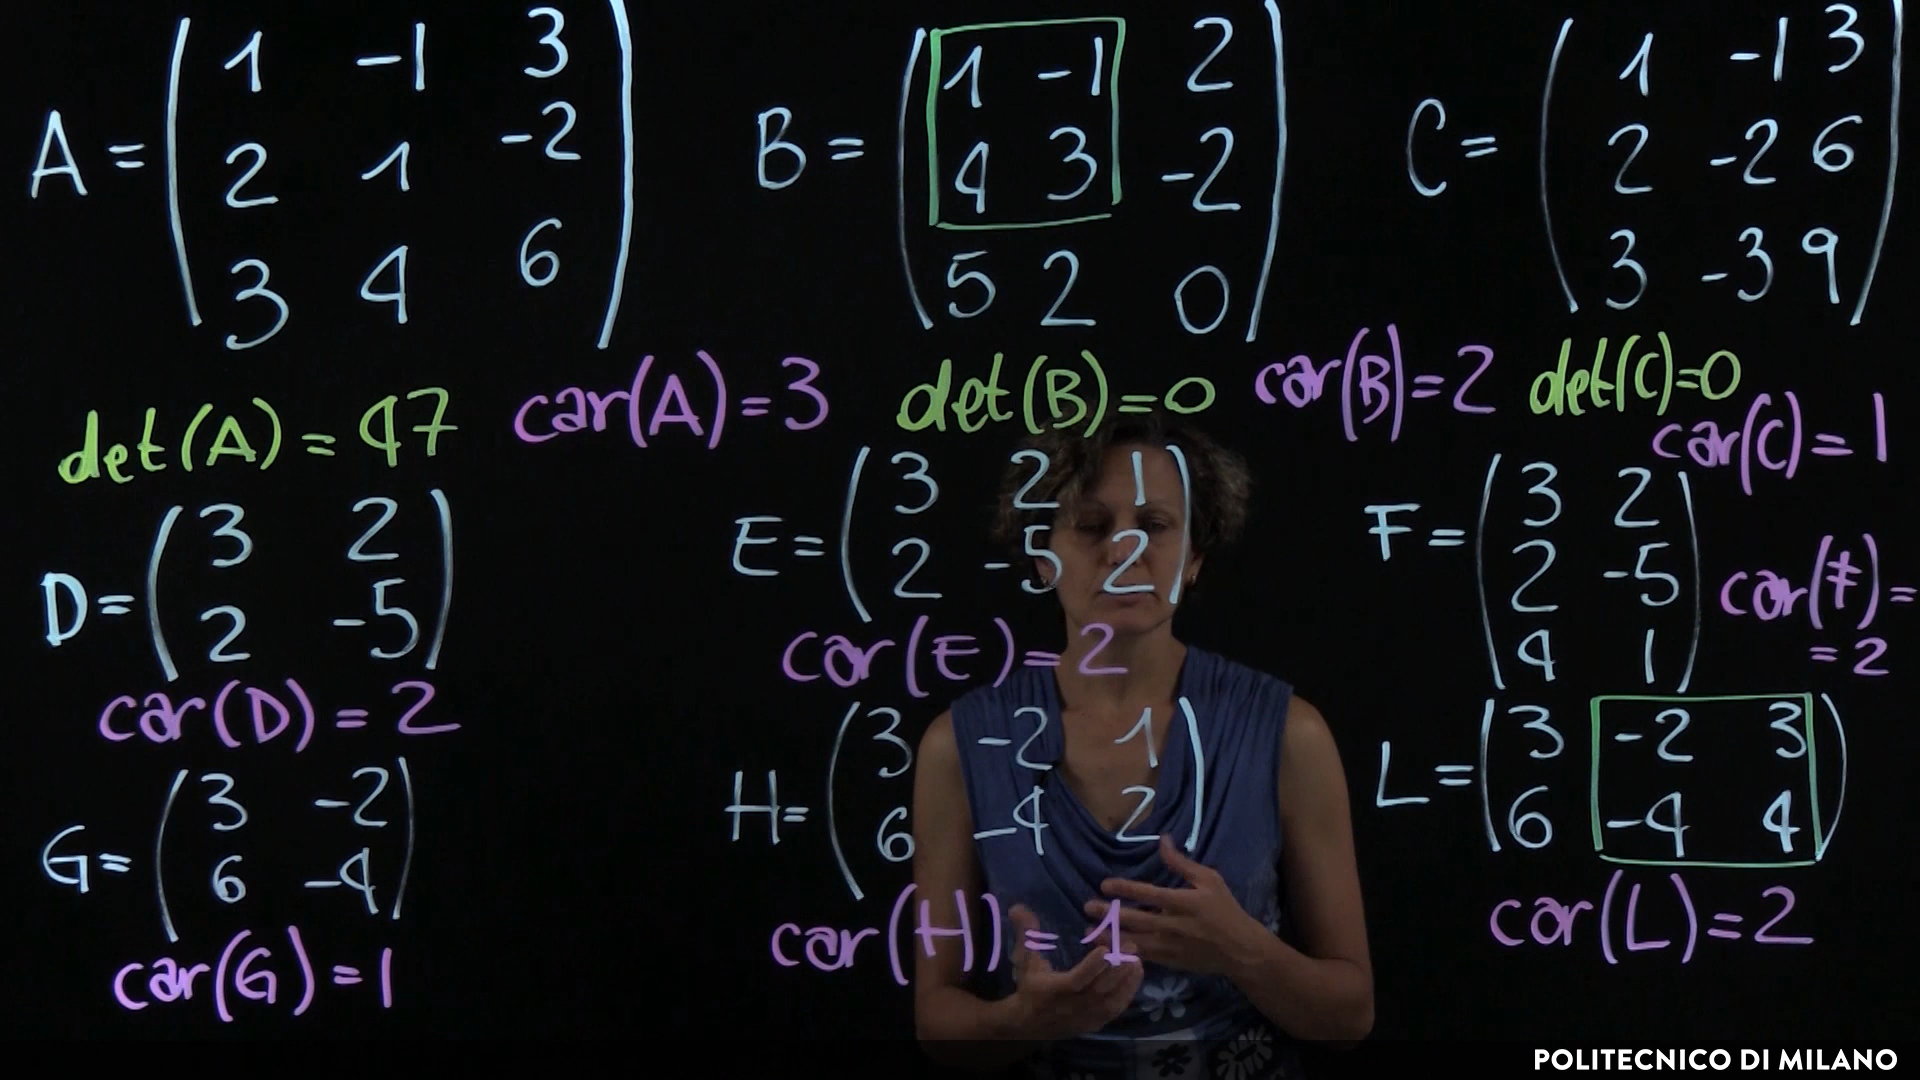 A = ( 1 -1 3
2 1 -2
3 4 6 )
B = ( 1 -1 2
4 3 -2
5 2 0 )
C = ( 1 -1 3
2 -2 6
3 -3 9 )
det(A) = 47
car(A) = 3
det(B) = 0
car(B) = 2
det(C) = 0
car(C) = 1
D = ( 3 2
2 -5 )
car(D) = 2
E = ( 3 2 1
2 -5 2 )
car(E) = 2
F = ( 3 2
2 -5
4 1 )
car(F) =
= 2
G = ( 3 -2
6 -4 )
car(G) = 1
H = ( 3 -2 1
6 -4 2 )
car(H) = 1
L = ( 3 -2 3
6 -4 4 )
car(L) = 2
POLITECNICO DI MILANO